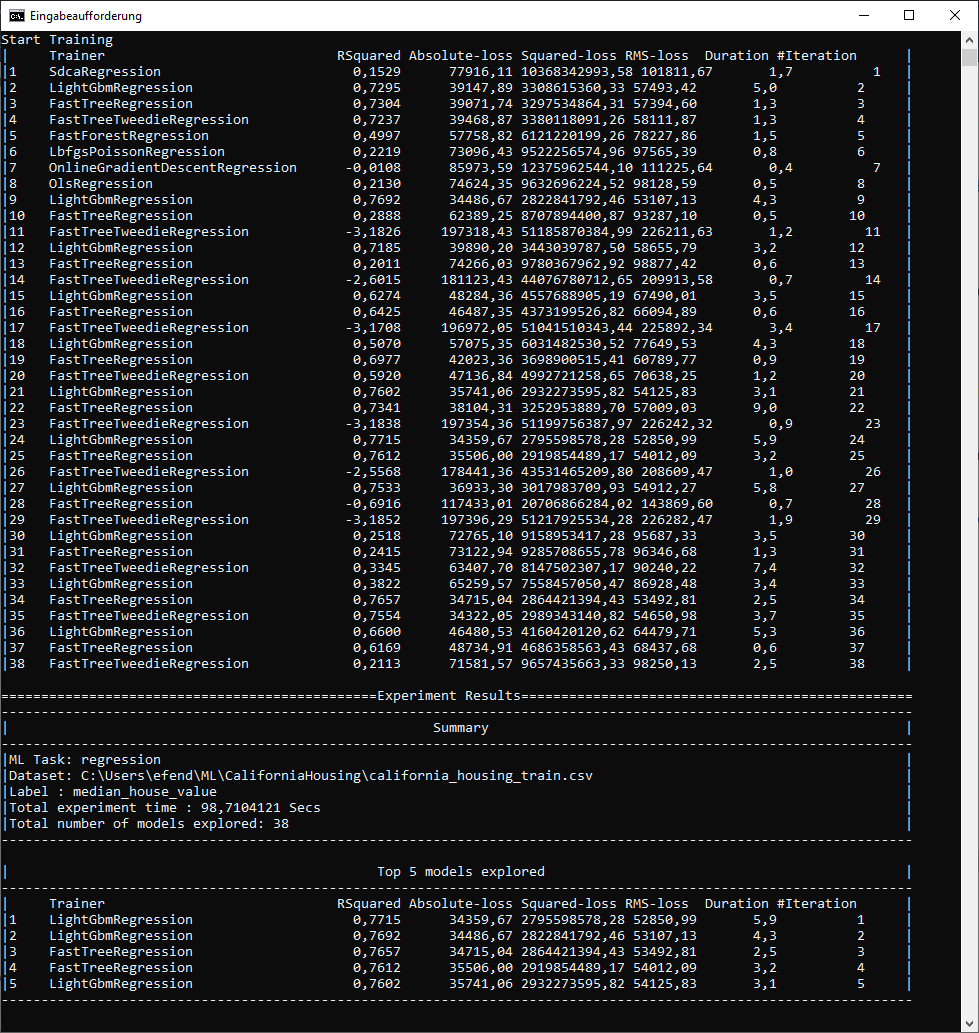 Eingabeaufforderung
Start Training
|     Trainer                             RSquared Absolute-loss Squared-loss RMS-loss  Duration #Iteration      |
|1    SdcaRegression                        0,1529      77916,11 10368342993,58 101811,67       1,7          1   |
|2    LightGbmRegression                    0,7295      39147,89 3308615360,33 57493,42       5,0          2     |
|3    FastTreeRegression                    0,7304      39071,74 3297534864,31 57394,60       1,3          3     |
|4    FastTreeTweedieRegression             0,7237      39468,87 3380118091,26 58111,87       1,3          4     |
|5    FastForestRegression                  0,4997      57758,82 6121220199,26 78227,86       1,5          5     |
|6    LbfgsPoissonRegression                0,2219      73096,43 9522256574,96 97565,39       0,8          6     |
|7    OnlineGradientDescentRegression      -0,0108      85973,59 12375962544,10 111225,64       0,4          7   |
|8    OlsRegression                         0,2130      74624,35 9632696224,52 98128,59       0,5          8     |
|9    LightGbmRegression                    0,7692      34486,67 2822841792,46 53107,13       4,3          9     |
|10   FastTreeRegression                    0,2888      62389,25 8707894400,87 93287,10       0,5         10     |
|11   FastTreeTweedieRegression            -3,1826     197318,43 51185870384,99 226211,63       1,2         11   |
|12   LightGbmRegression                    0,7185      39890,20 3443039787,50 58655,79       3,2         12     |
|13   FastTreeRegression                    0,2011      74266,03 9780367962,92 98877,42       0,6         13     |
|14   FastTreeTweedieRegression            -2,6015     181123,43 44076780712,65 209913,58       0,7         14   |
|15   LightGbmRegression                    0,6274      48284,36 4557688905,19 67490,01       3,5         15     |
|16   FastTreeRegression                    0,6425      46487,35 4373199526,82 66094,89       0,6         16     |
|17   FastTreeTweedieRegression            -3,1708     196972,05 51041510343,44 225892,34       3,4         17   |
|18   LightGbmRegression                    0,5070      57075,35 6031482530,52 77649,53       4,3         18     |
|19   FastTreeRegression                    0,6977      42023,36 3698900515,41 60789,77       0,9         19     |
|20   FastTreeTweedieRegression             0,5920      47136,84 4992721258,65 70638,25       1,2         20     |
|21   LightGbmRegression                    0,7602      35741,06 2932273595,82 54125,83       3,1         21     |
|22   FastTreeRegression                    0,7341      38104,31 3252953889,70 57009,03       9,0         22     |
|23   FastTreeTweedieRegression            -3,1838     197354,36 51199756387,97 226242,32       0,9         23   |
|24   LightGbmRegression                    0,7715      34359,67 2795598578,28 52850,99       5,9         24     |
|25   FastTreeRegression                    0,7612      35506,00 2919854489,17 54012,09       3,2         25     |
|26   FastTreeTweedieRegression            -2,5568     178441,36 43531465209,80 208609,47       1,0         26   |
|27   LightGbmRegression                    0,7533      36933,30 3017983709,93 54912,27       5,8         27     |
|28   FastTreeRegression                   -0,6916     117433,01 20706866284,02 143869,60       0,7         28   |
|29   FastTreeTweedieRegression            -3,1852     197396,29 51217925534,28 226282,47       1,9         29   |
|30   LightGbmRegression                    0,2518      72765,10 9158953417,28 95687,33       3,5         30     |
|31   FastTreeRegression                    0,2415      73122,94 9285708655,78 96346,68       1,3         31     |
|32   FastTreeTweedieRegression             0,3345      63407,70 8147502307,17 90240,22       7,4         32     |
|33   LightGbmRegression                    0,3822      65259,57 7558457050,47 86928,48       3,4         33     |
|34   FastTreeRegression                    0,7657      34715,04 2864421394,43 53492,81       2,5         34     |
|35   FastTreeTweedieRegression             0,7554      34322,05 2989343140,82 54650,98       3,7         35     |
|36   LightGbmRegression                    0,6600      46480,53 4160420120,62 64479,71       5,3         36     |
|37   FastTreeRegression                    0,6169      48734,91 4686358563,43 68437,68       0,6         37     |
|38   FastTreeTweedieRegression             0,2113      71581,57 9657435663,33 98250,13       2,5         38     |
===============================================Experiment Results=================================================
------------------------------------------------------------------------------------------------------------------
|                                                     Summary                                                    |
------------------------------------------------------------------------------------------------------------------
|ML Task: regression                                                                                             |
|Dataset: C:\Users\efend\ML\CaliforniaHousing\california_housing_train.csv                                       |
|Label : median_house_value                                                                                      |
|Total experiment time : 98,7104121 Secs                                                                         |
|Total number of models explored: 38                                                                             |
------------------------------------------------------------------------------------------------------------------
|                                              Top 5 models explored                                             |
------------------------------------------------------------------------------------------------------------------
|     Trainer                             RSquared Absolute-loss Squared-loss RMS-loss  Duration #Iteration      |
|1    LightGbmRegression                    0,7715      34359,67 2795598578,28 52850,99       5,9          1     |
|2    LightGbmRegression                    0,7692      34486,67 2822841792,46 53107,13       4,3          2     |
|3    FastTreeRegression                    0,7657      34715,04 2864421394,43 53492,81       2,5          3     |
|4    FastTreeRegression                    0,7612      35506,00 2919854489,17 54012,09       3,2          4     |
|5    LightGbmRegression                    0,7602      35741,06 2932273595,82 54125,83       3,1          5     |
------------------------------------------------------------------------------------------------------------------